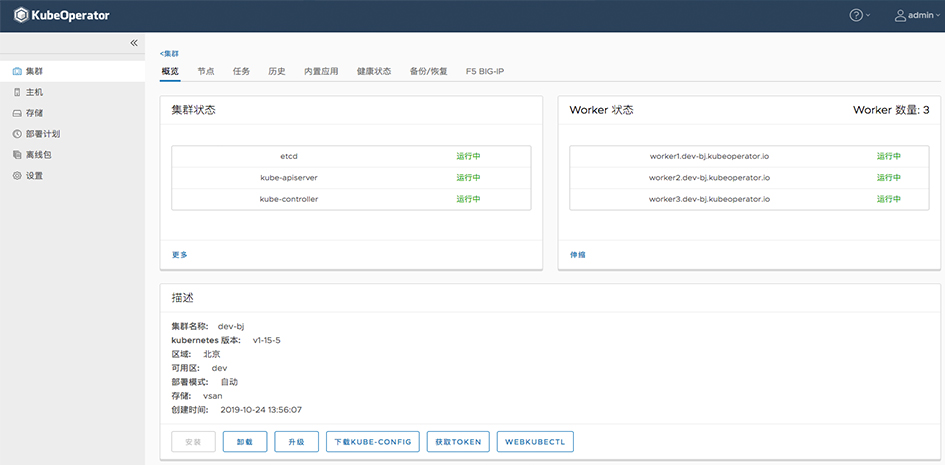 KubeOperator
admin
集群
主机
存储
部署计划
离线包
设置
<集群
概览 节点 任务 历史 内置应用 健康状态 备份/恢复 F5 BIG-IP
集群状态
etcd 运行中
kube-apiserver 运行中
kube-controller 运行中
更多
Worker 状态 Worker 数量: 3
worker1.dev-bj.kubeoperator.io 运行中
worker2.dev-bj.kubeoperator.io 运行中
worker3.dev-bj.kubeoperator.io 运行中
伸缩
描述
集群名称: dev-bj
kubernetes 版本: v1-15-5
区域: 北京
可用区: dev
部署模式: 自动
存储: vsan
创建时间: 2019-10-24 13:56:07
安装 卸载 升级 下载KUBE-CONFIG 获取TOKEN WEBKUBECTL